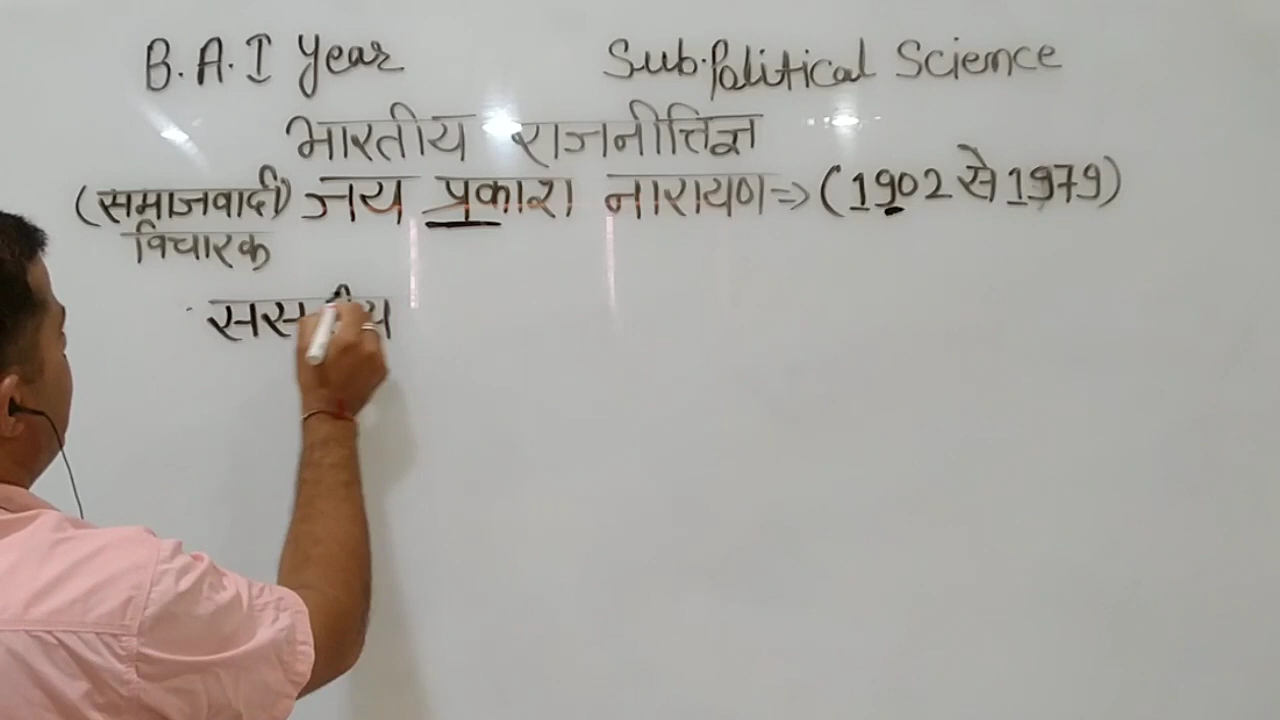 B.A.I Year Sub.Political Science
भारतीय राजनीतिज्ञ
(समाजवादी) जय प्रकाश नारायण⇒(1902 से 1979)
विचारक